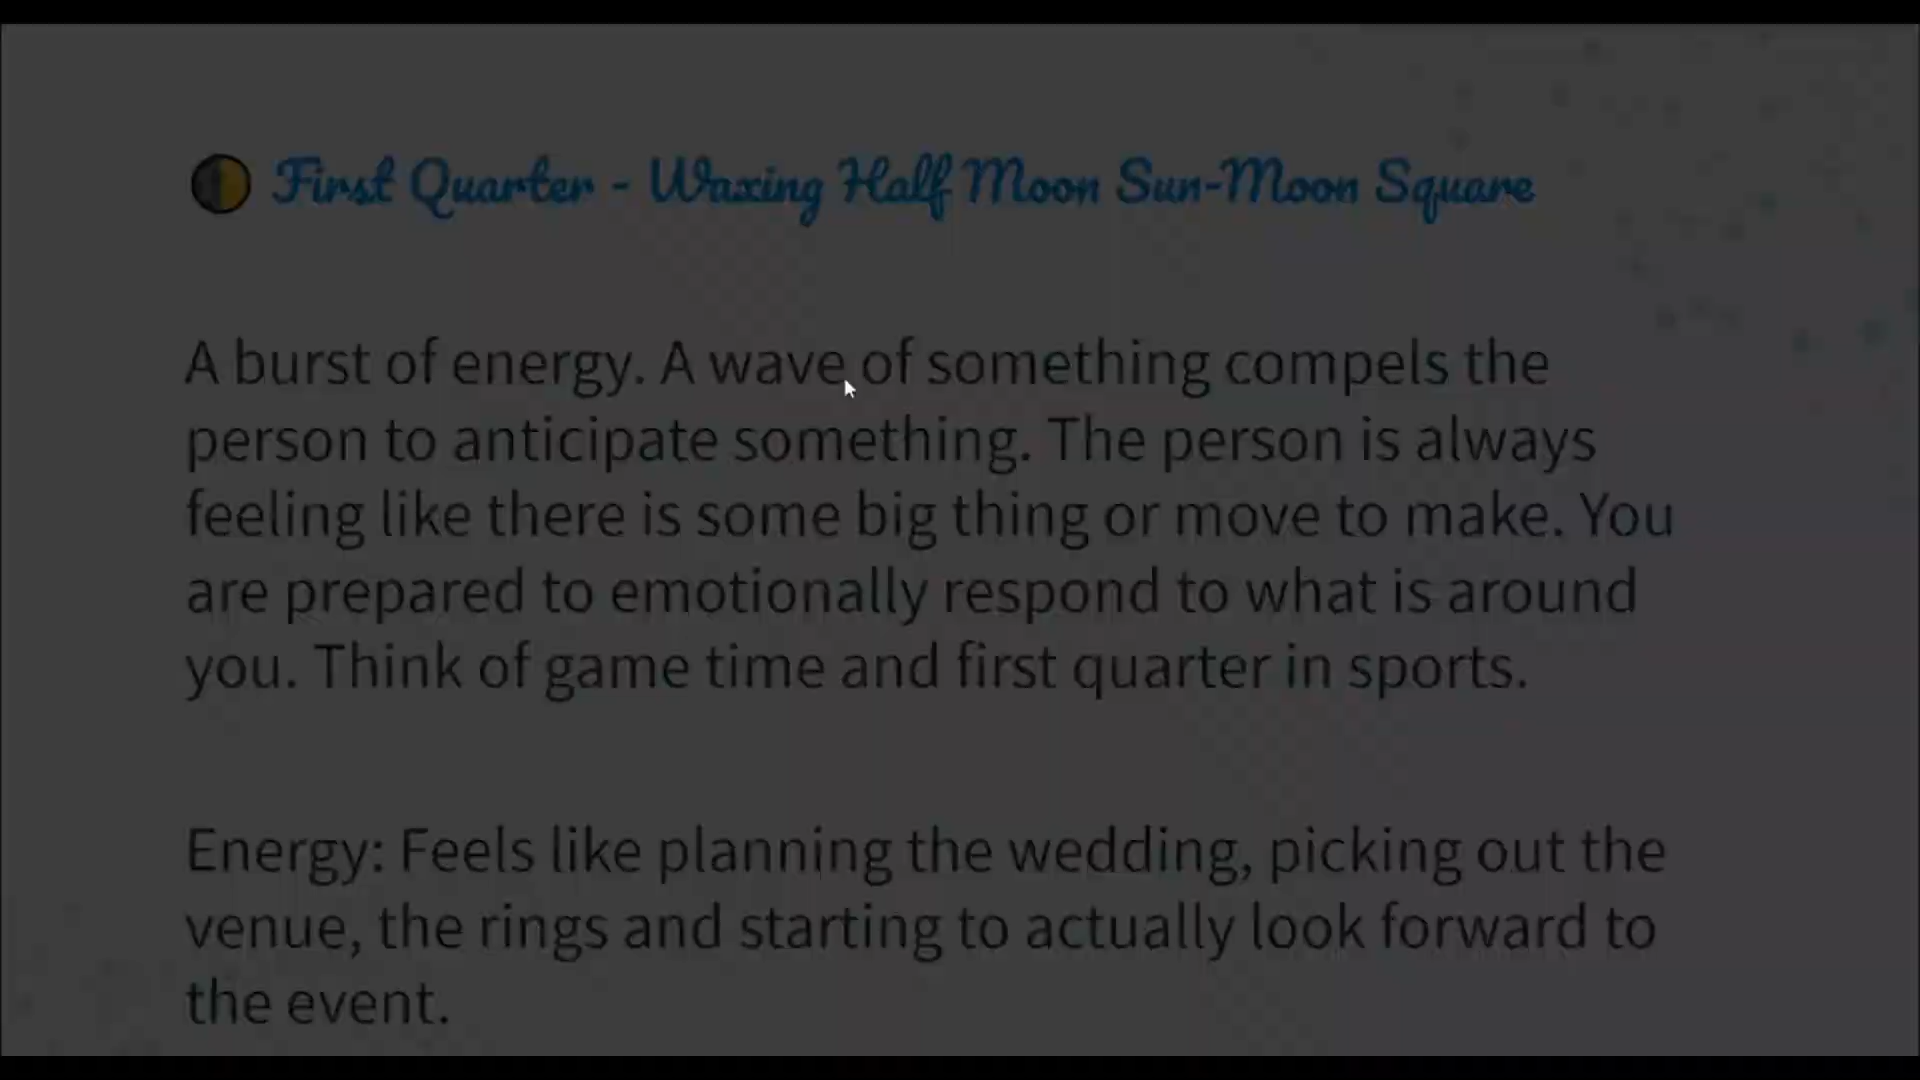 🌓 First Quarter - Waxing Half Moon Sun-Moon Square
A burst of energy. A wave of something compels the
person to anticipate something. The person is always
feeling like there is some big thing or move to make. You
are prepared to emotionally respond to what is around
you. Think of game time and first quarter in sports.
Energy: Feels like planning the wedding, picking out the
venue, the rings and starting to actually look forward to
the event.